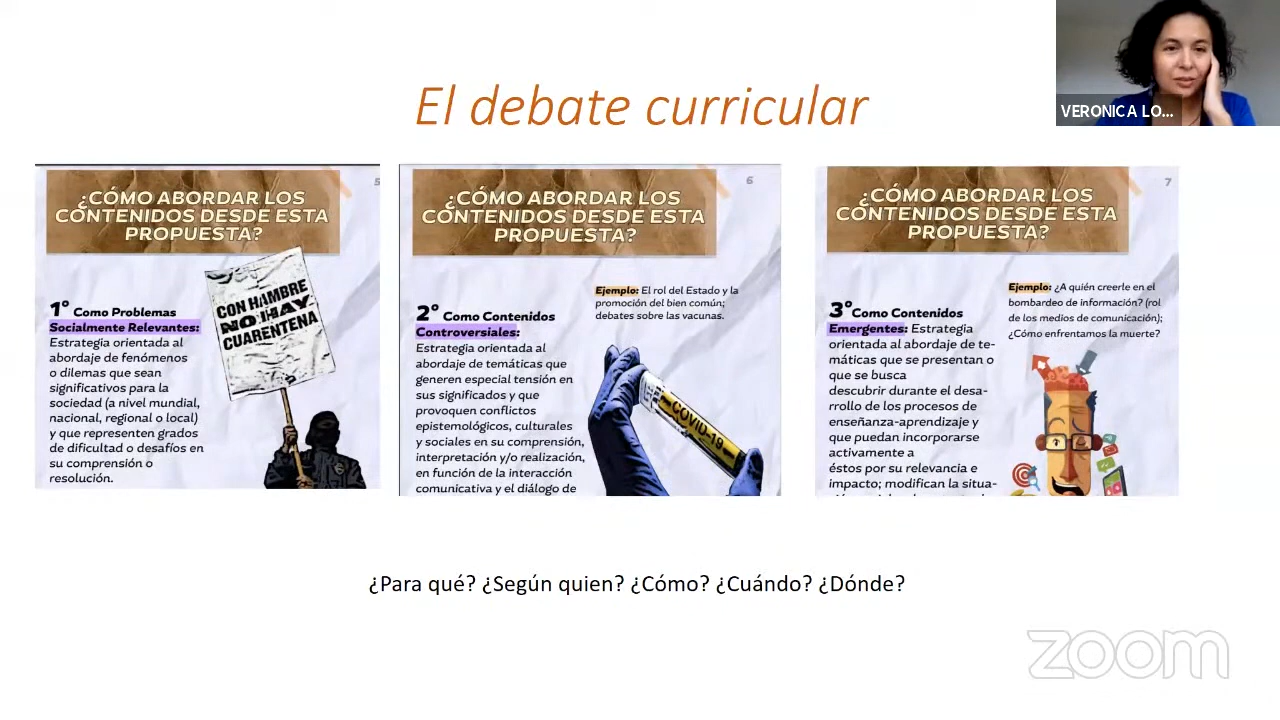 El debate curricular
VERONICA LO...
5
¿CÓMO ABORDAR LOS
CONTENIDOS DESDE ESTA
PROPUESTA?
CON HAMBRE
NO HAY
CUARENTENA
1° Como Problemas
Socialmente Relevantes:
Estrategia orientada al
abordaje de fenómenos
o dilemas que sean
significativos para la
sociedad (a nivel mundial,
nacional, regional o local)
y que representen grados
de dificultad o desafíos en
su comprensión o
resolución.
6
¿CÓMO ABORDAR LOS
CONTENIDOS DESDE ESTA
PROPUESTA?
Ejemplo: El rol del Estado y la
promoción del bien común;
debates sobre las vacunas.
2° Como Contenidos
Controversiales:
Estrategia orientada al
abordaje de temáticas que
generen especial tensión en
sus significados y que
provoquen conflictos
epistemológicos, culturales
y sociales en su comprensión,
interpretación y/o realización,
en función de la interacción
comunicativa y el diálogo de
COVID-19
7
¿CÓMO ABORDAR LOS
CONTENIDOS DESDE ESTA
PROPUESTA?
Ejemplo: ¿A quién creerle en el
bombardeo de información? (rol
de los medios de comunicación);
¿Cómo enfrentamos la muerte?
3° Como Contenidos
Emergentes: Estrategia
orientada al abordaje de te-
máticas que se presentan o
que se busca
descubrir durante el desa-
rrollo de los procesos de
enseñanza-aprendizaje y
que puedan incorporarse
activamente a
éstos por su relevancia e
impacto; modifican la situa-
¿Para qué? ¿Según quien? ¿Cómo? ¿Cuándo? ¿Dónde?
zoom